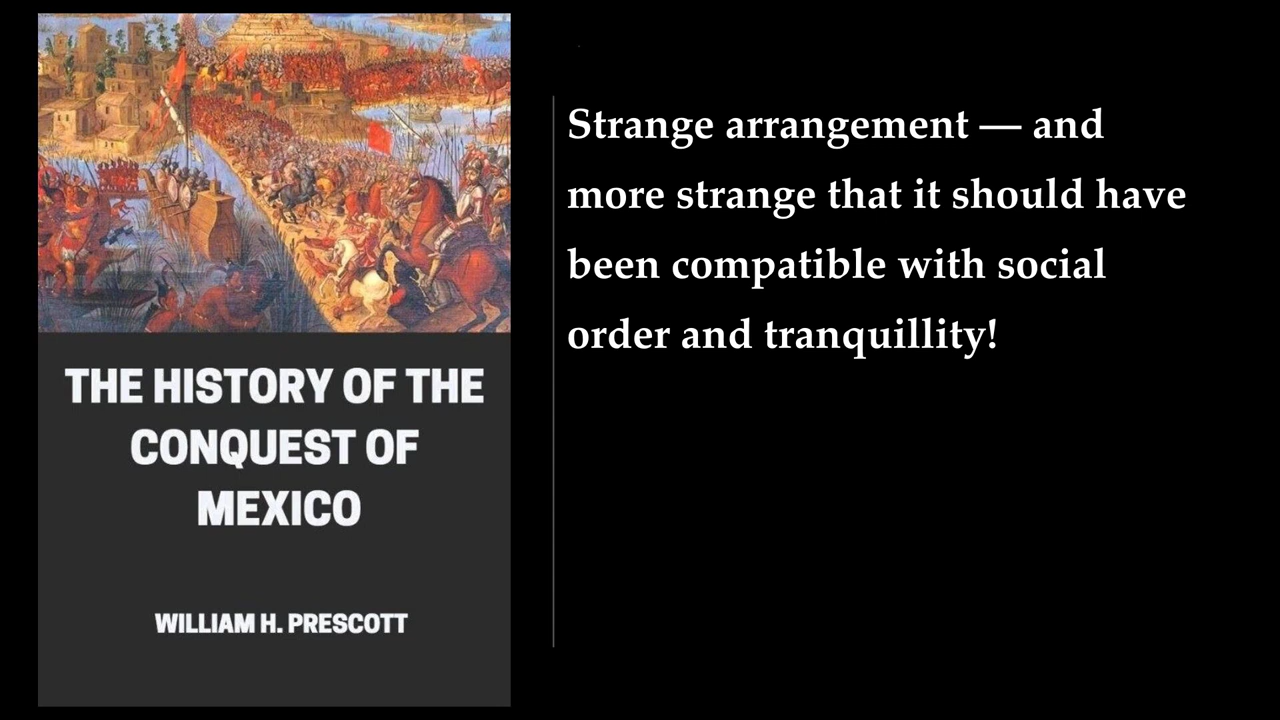 THE HISTORY OF THE
CONQUEST OF
MEXICO
WILLIAM H. PRESCOTT
Strange arrangement — and
more strange that it should have
been compatible with social
order and tranquillity!